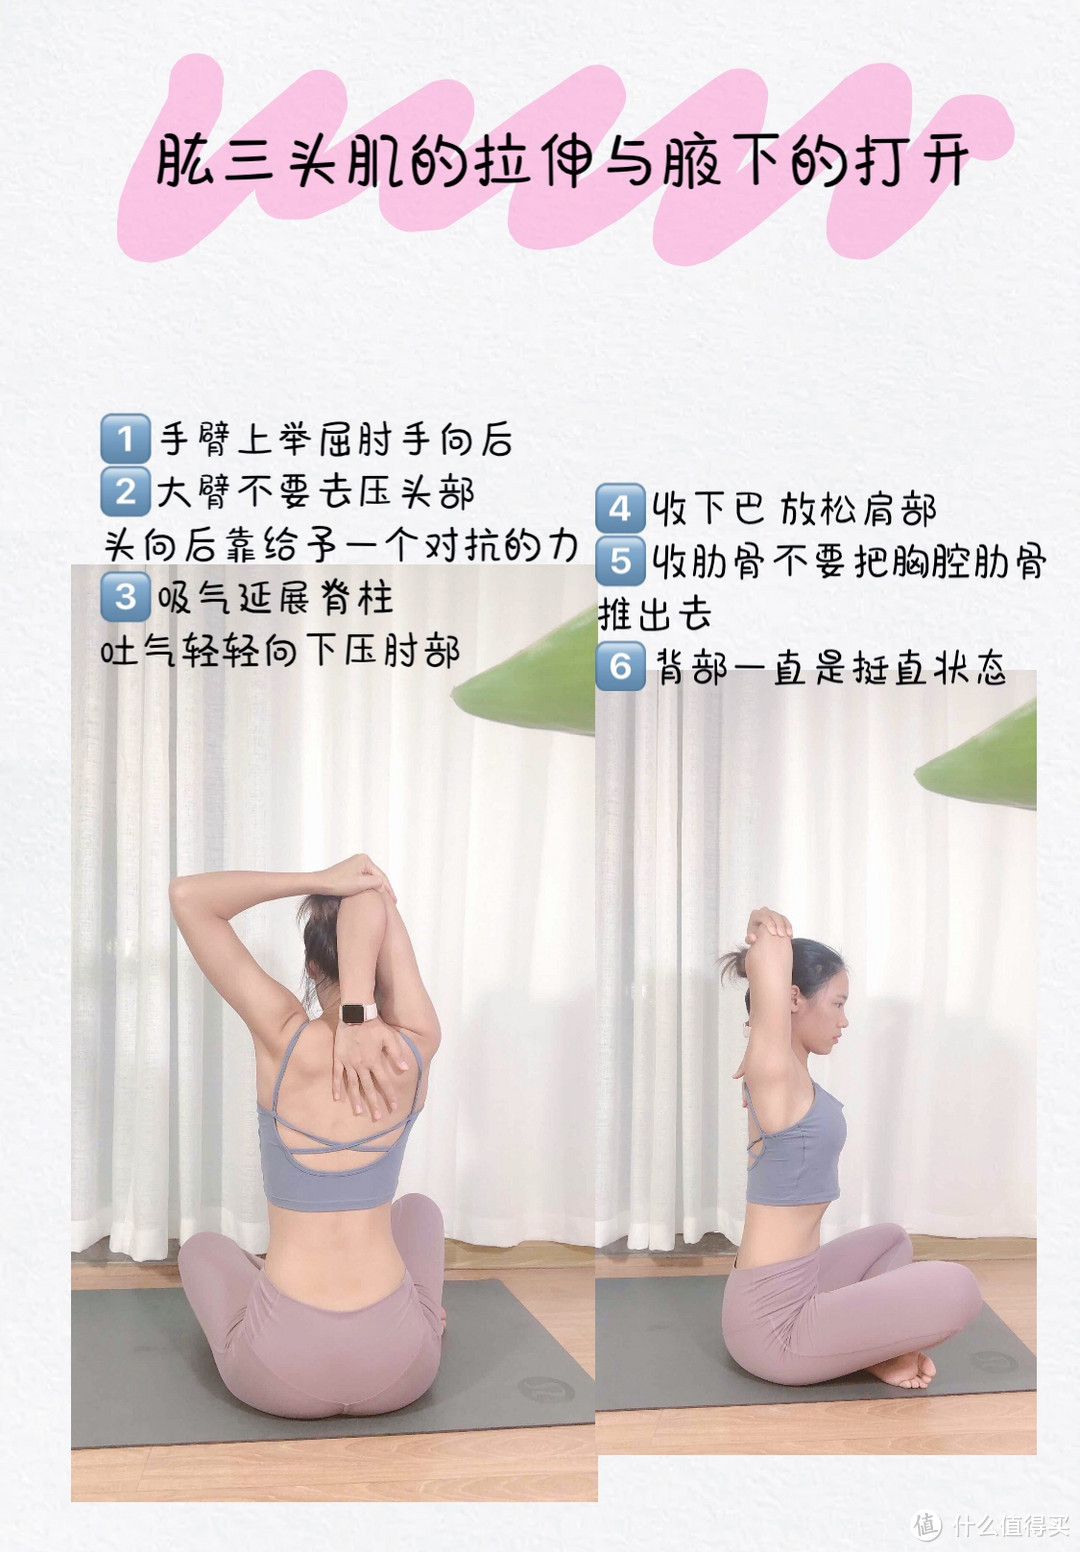 肱三头肌的拉伸与腋下的打开
1手臂上举屈肘手向后
2大臂不要去压头部
头向后靠给予一个对抗的力
3吸气延展脊柱
吐气轻轻向下压肘部
4收下巴 放松肩部
5收肋骨不要把胸腔肋骨
推出去
6背部一直是挺直状态
值 什么值得买